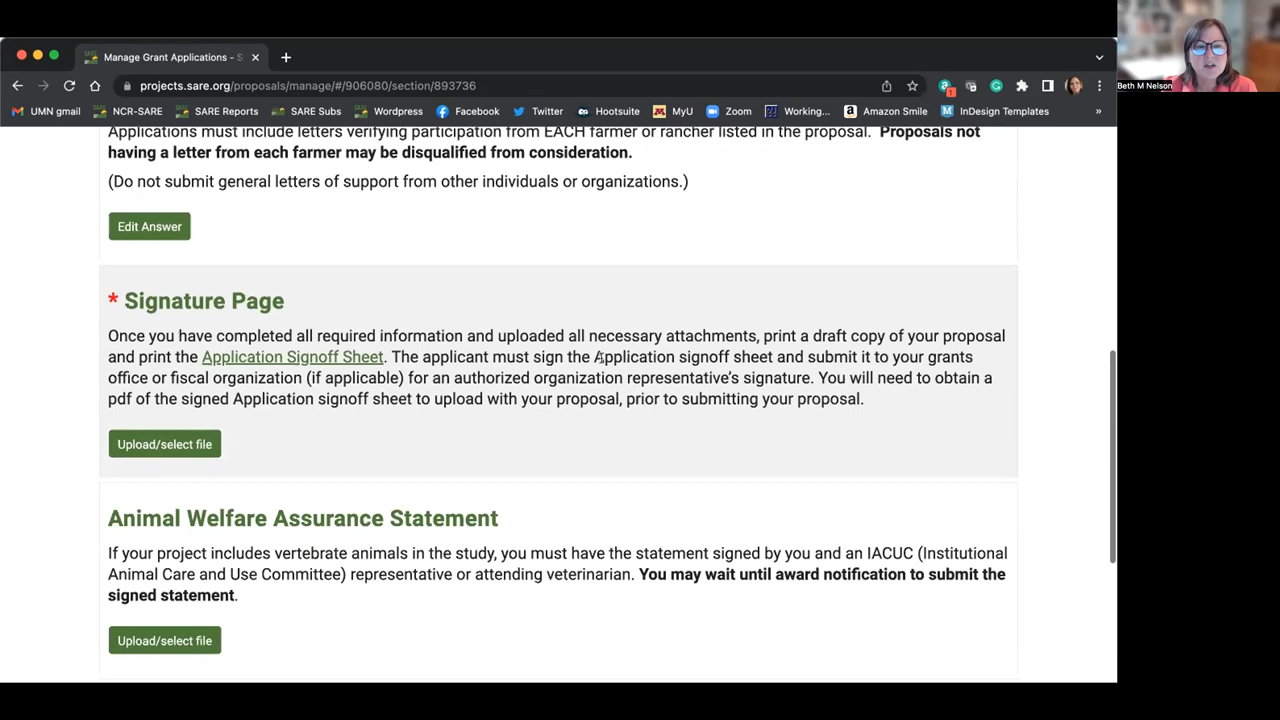 Manage Grant Applications - S
projects.sare.org/proposals/manage/#/906080/section/893736
UMN gmail NCR-SARE SARE Reports SARE Subs Wordpress Facebook Twitter Hootsuite MyU Zoom Working... Amazon Smile InDesign Templates »
Beth M Nelson
Applications must include letters verifying participation from EACH farmer or rancher listed in the proposal. Proposals not
having a letter from each farmer may be disqualified from consideration.
(Do not submit general letters of support from other individuals or organizations.)
Edit Answer
* Signature Page
Once you have completed all required information and uploaded all necessary attachments, print a draft copy of your proposal
and print the Application Signoff Sheet. The applicant must sign the Application signoff sheet and submit it to your grants
office or fiscal organization (if applicable) for an authorized organization representative's signature. You will need to obtain a
pdf of the signed Application signoff sheet to upload with your proposal, prior to submitting your proposal.
Upload/select file
Animal Welfare Assurance Statement
If your project includes vertebrate animals in the study, you must have the statement signed by you and an IACUC (Institutional
Animal Care and Use Committee) representative or attending veterinarian. You may wait until award notification to submit the
signed statement.
Upload/select file